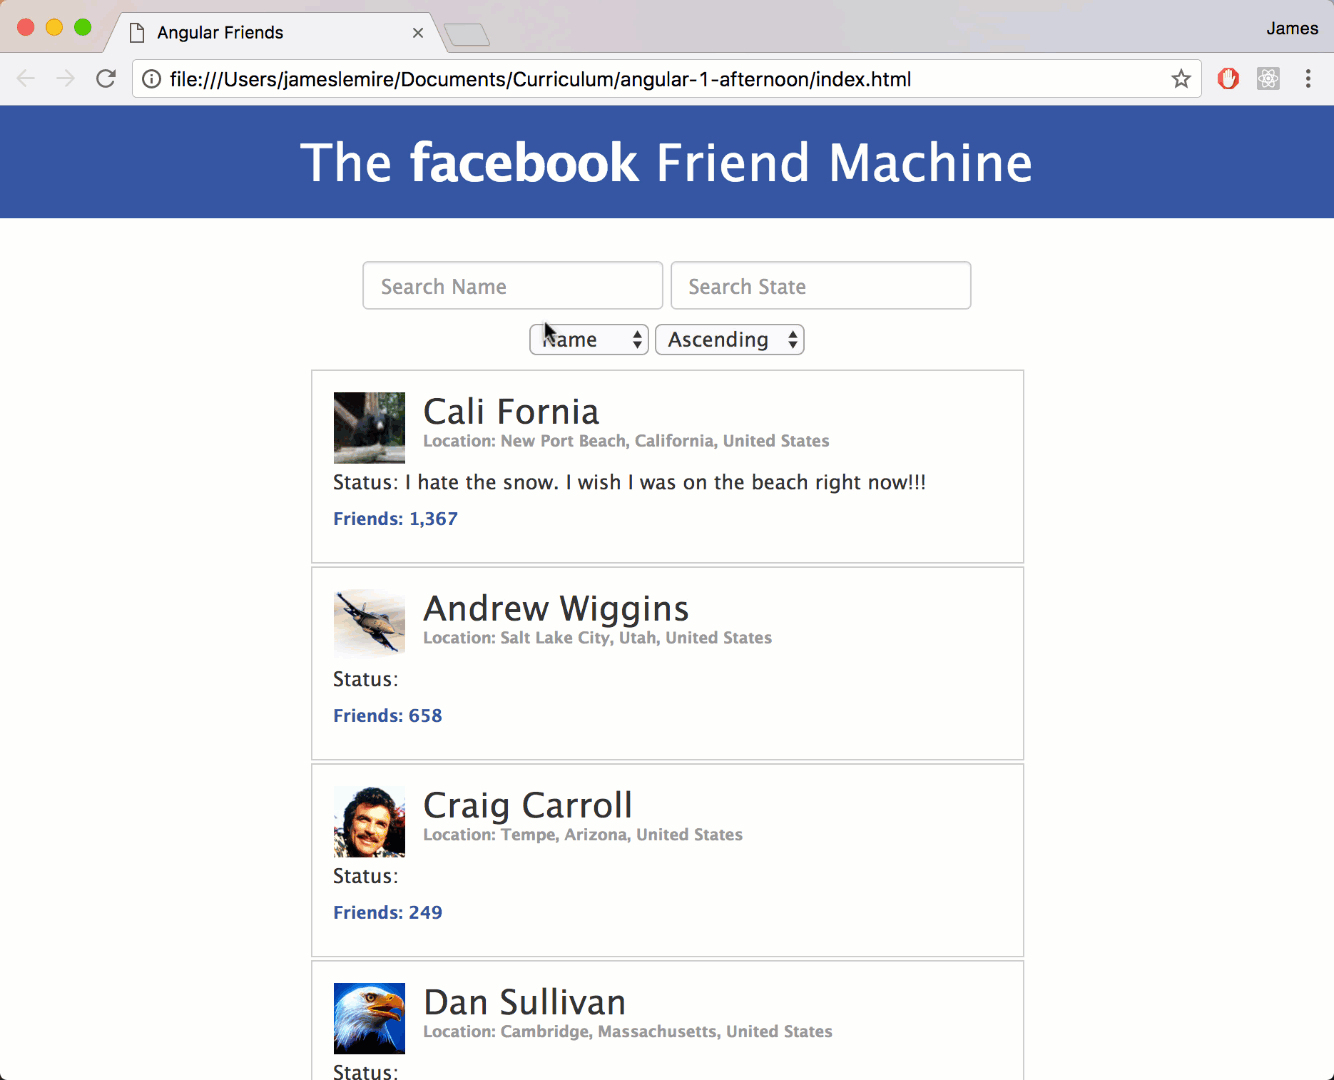 Angular Friends
James
file:///Users/jameslemire/Documents/Curriculum/angular-1-afternoon/index.html
The facebook Friend Machine
Search Name
Search State
Name
Ascending
Cali Fornia
Location: New Port Beach, California, United States
Status: I hate the snow. I wish I was on the beach right now!!!
Friends: 1,367
Andrew Wiggins
Location: Salt Lake City, Utah, United States
Status:
Friends: 658
Craig Carroll
Location: Tempe, Arizona, United States
Status:
Friends: 249
Dan Sullivan
Location: Cambridge, Massachusetts, United States
Status: